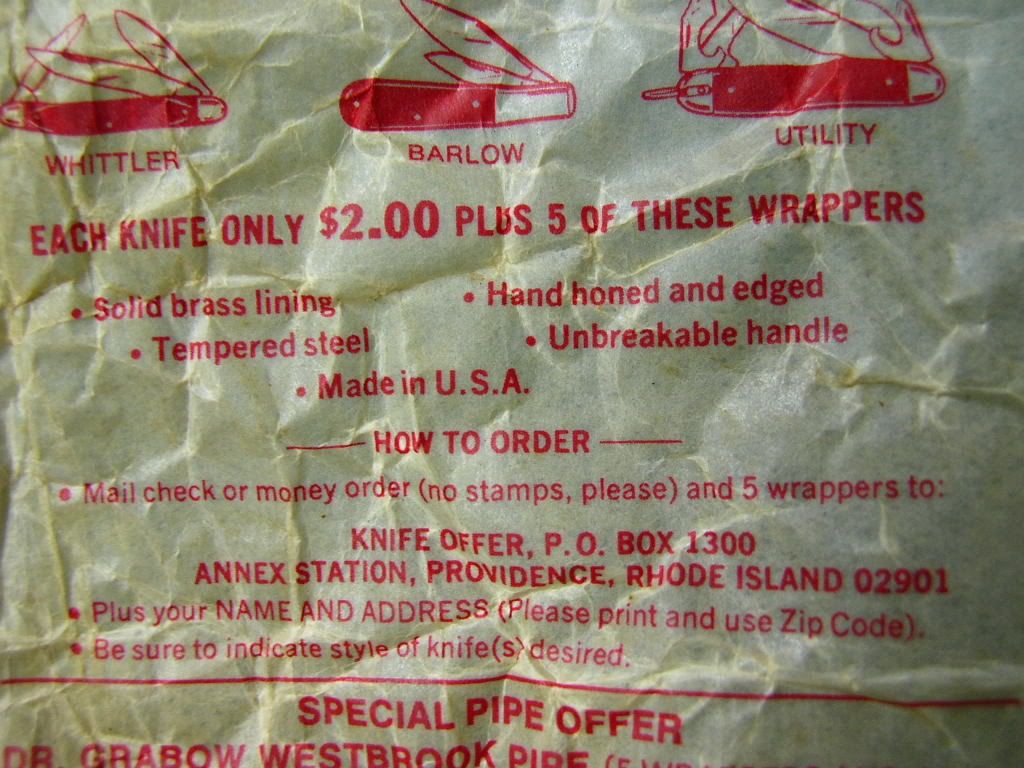 WHITTLER BARLOW UTILITY
EACH KNIFE ONLY $2.00 PLUS 5 OF THESE WRAPPERS
• Solid brass lining • Hand honed and edged
• Tempered steel • Unbreakable handle
• Made in U.S.A.
HOW TO ORDER
• Mail check or money order (no stamps, please) and 5 wrappers to:
KNIFE OFFER, P.O. BOX 1300
ANNEX STATION, PROVIDENCE, RHODE ISLAND 02901
• Plus your NAME AND ADDRESS (Please print and use Zip Code).
• Be sure to indicate style of knife(s) desired.
SPECIAL PIPE OFFER
DR. GRABOW WESTBROOK PIPE